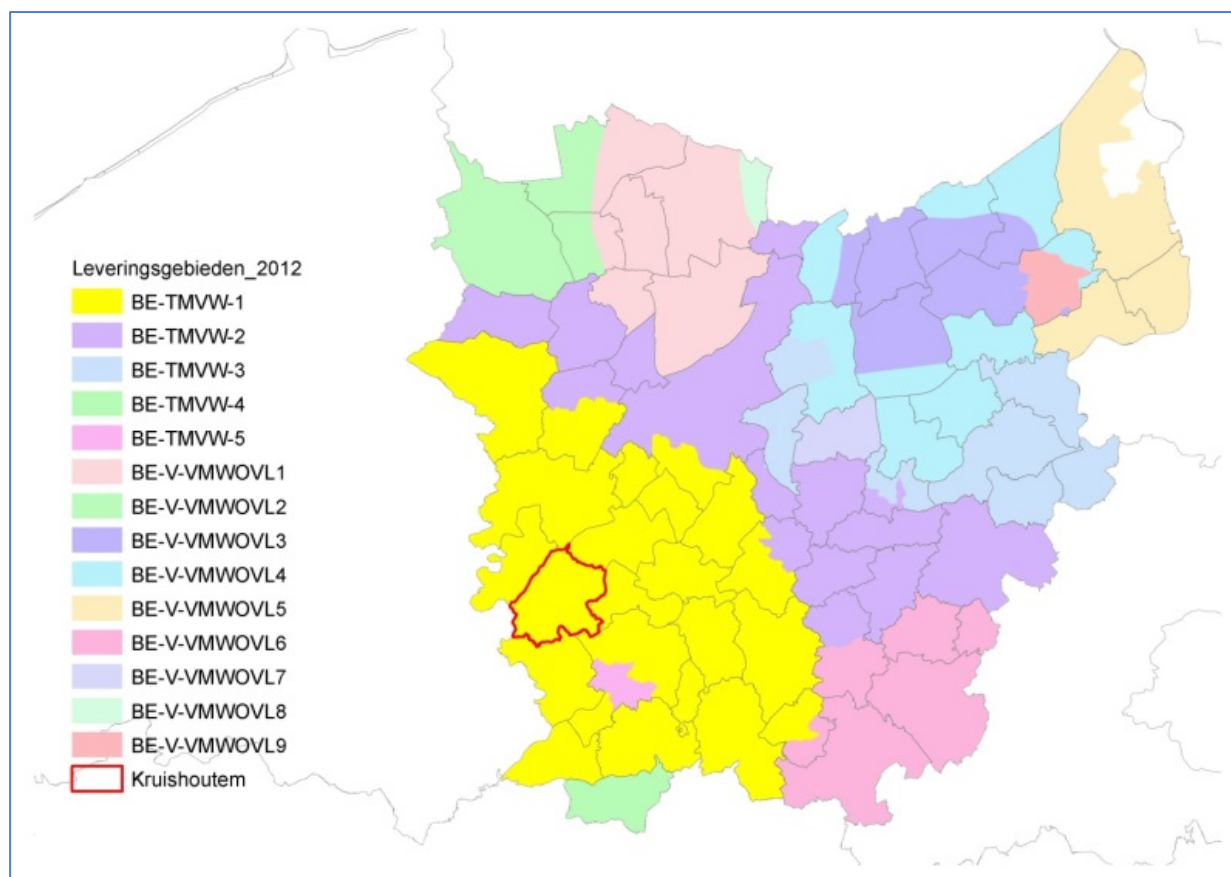 Leveringsgebieden_2012
BE-TMVW-1
BE-TMVW-2
BE-TMVW-3
BE-TMVW-4
BE-TMVW-5
BE-V-VMWOVL1
BE-V-VMWOVL2
BE-V-VMWOVL3
BE-V-VMWOVL4
BE-V-VMWOVL5
BE-V-VMWOVL6
BE-V-VMWOVL7
BE-V-VMWOVL8
BE-V-VMWOVL9
Kruishoutem